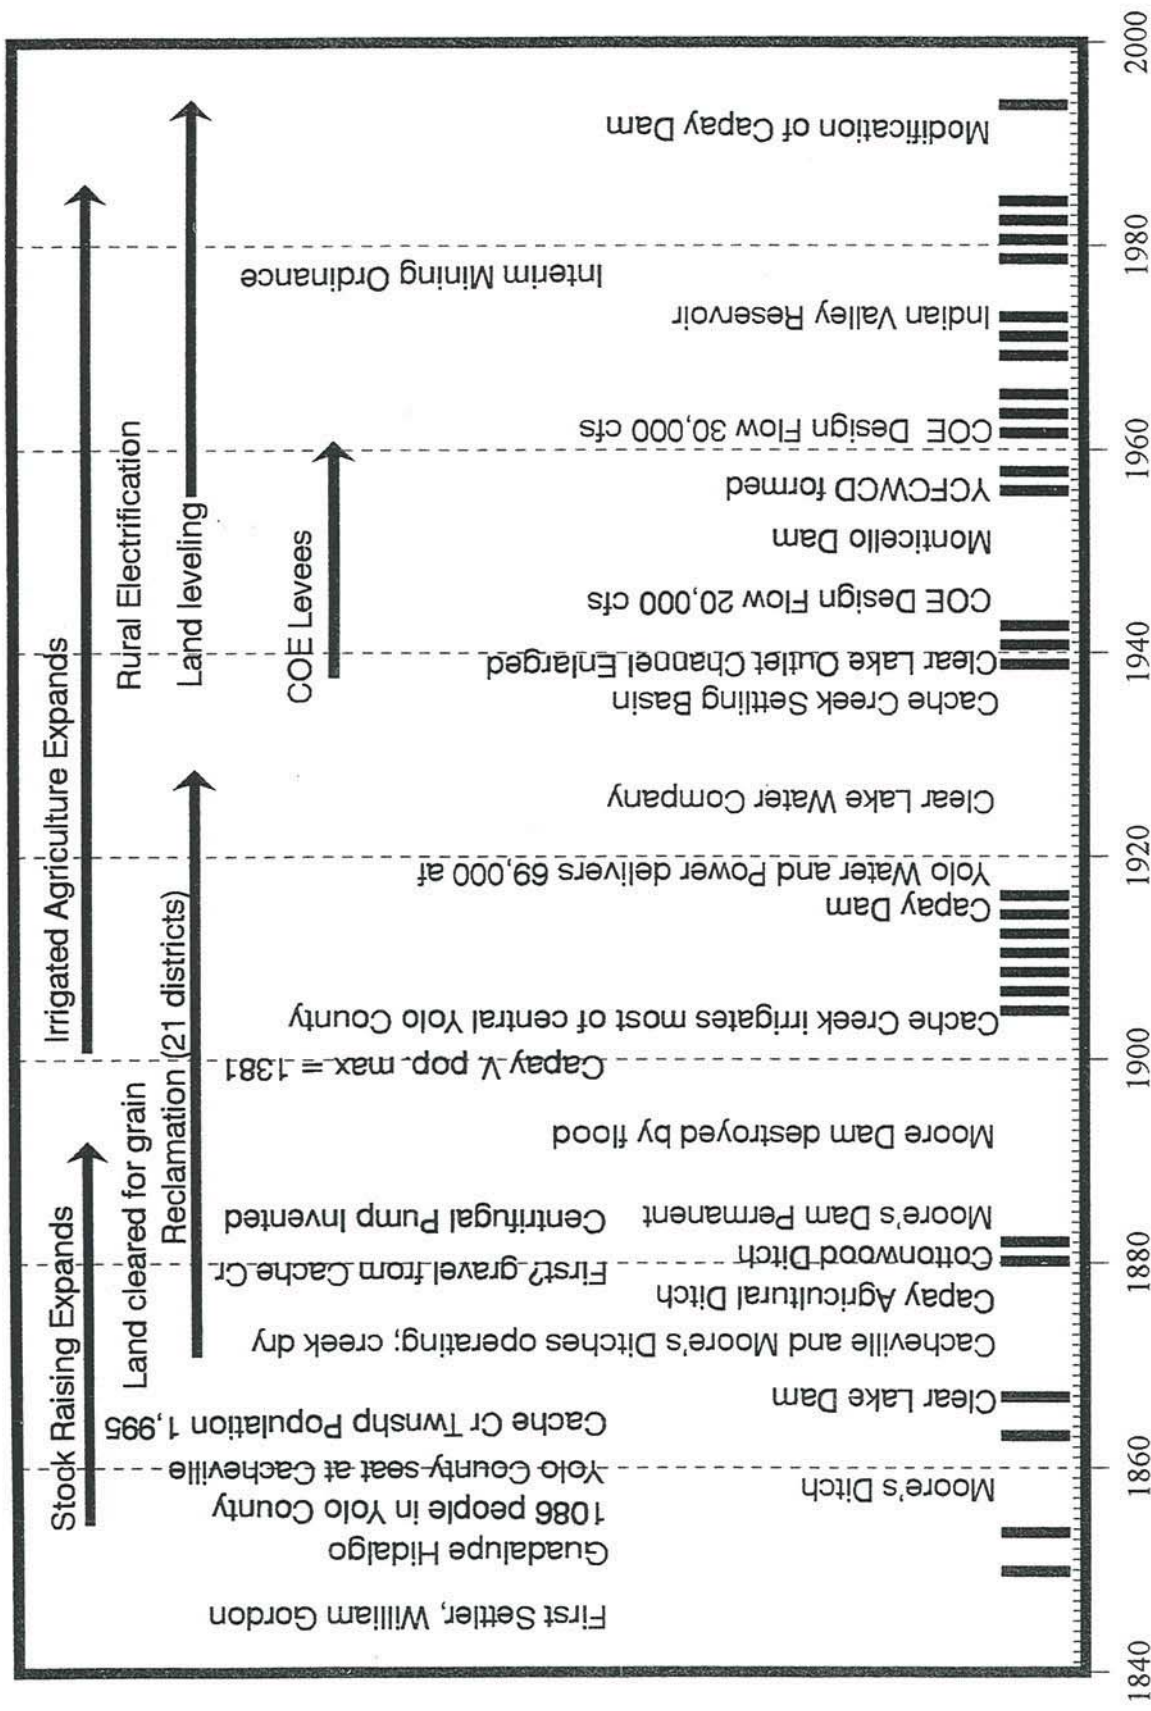 Stock Raising Expands
Irrigated Agriculture Expands
Land cleared for grain
Rural Electrification
Reclamation (21 districts)
Land leveling
COE Levees
First Settler, William Gordon
Guadalupe Hidalgo
1086 people in Yolo County
Yolo County seat at Cacheville
Cache Cr Twnshp Population 1,995
First? gravel from Cache Cr
Centrifugal Pump Invented
Capay V. pop. max = 1381
Interim Mining Ordinance
Moore's Ditch
Clear Lake Dam
Cacheville and Moore's Ditches operating; creek dry
Capay Agricultural Ditch
Cottonwood Ditch
Moore's Dam Permanent
Moore Dam destroyed by flood
Cache Creek irrigates most of central Yolo County
Capay Dam
Yolo Water and Power delivers 69,000 af
Clear Lake Water Company
Cache Creek Settling Basin
Clear Lake Outlet Channel Enlarged
COE Design Flow 20,000 cfs
Monticello Dam
YCFCWCD formed
COE Design Flow 30,000 cfs
Indian Valley Reservoir
Modification of Capay Dam
1840
1860
1880
1900
1920
1940
1960
1980
2000